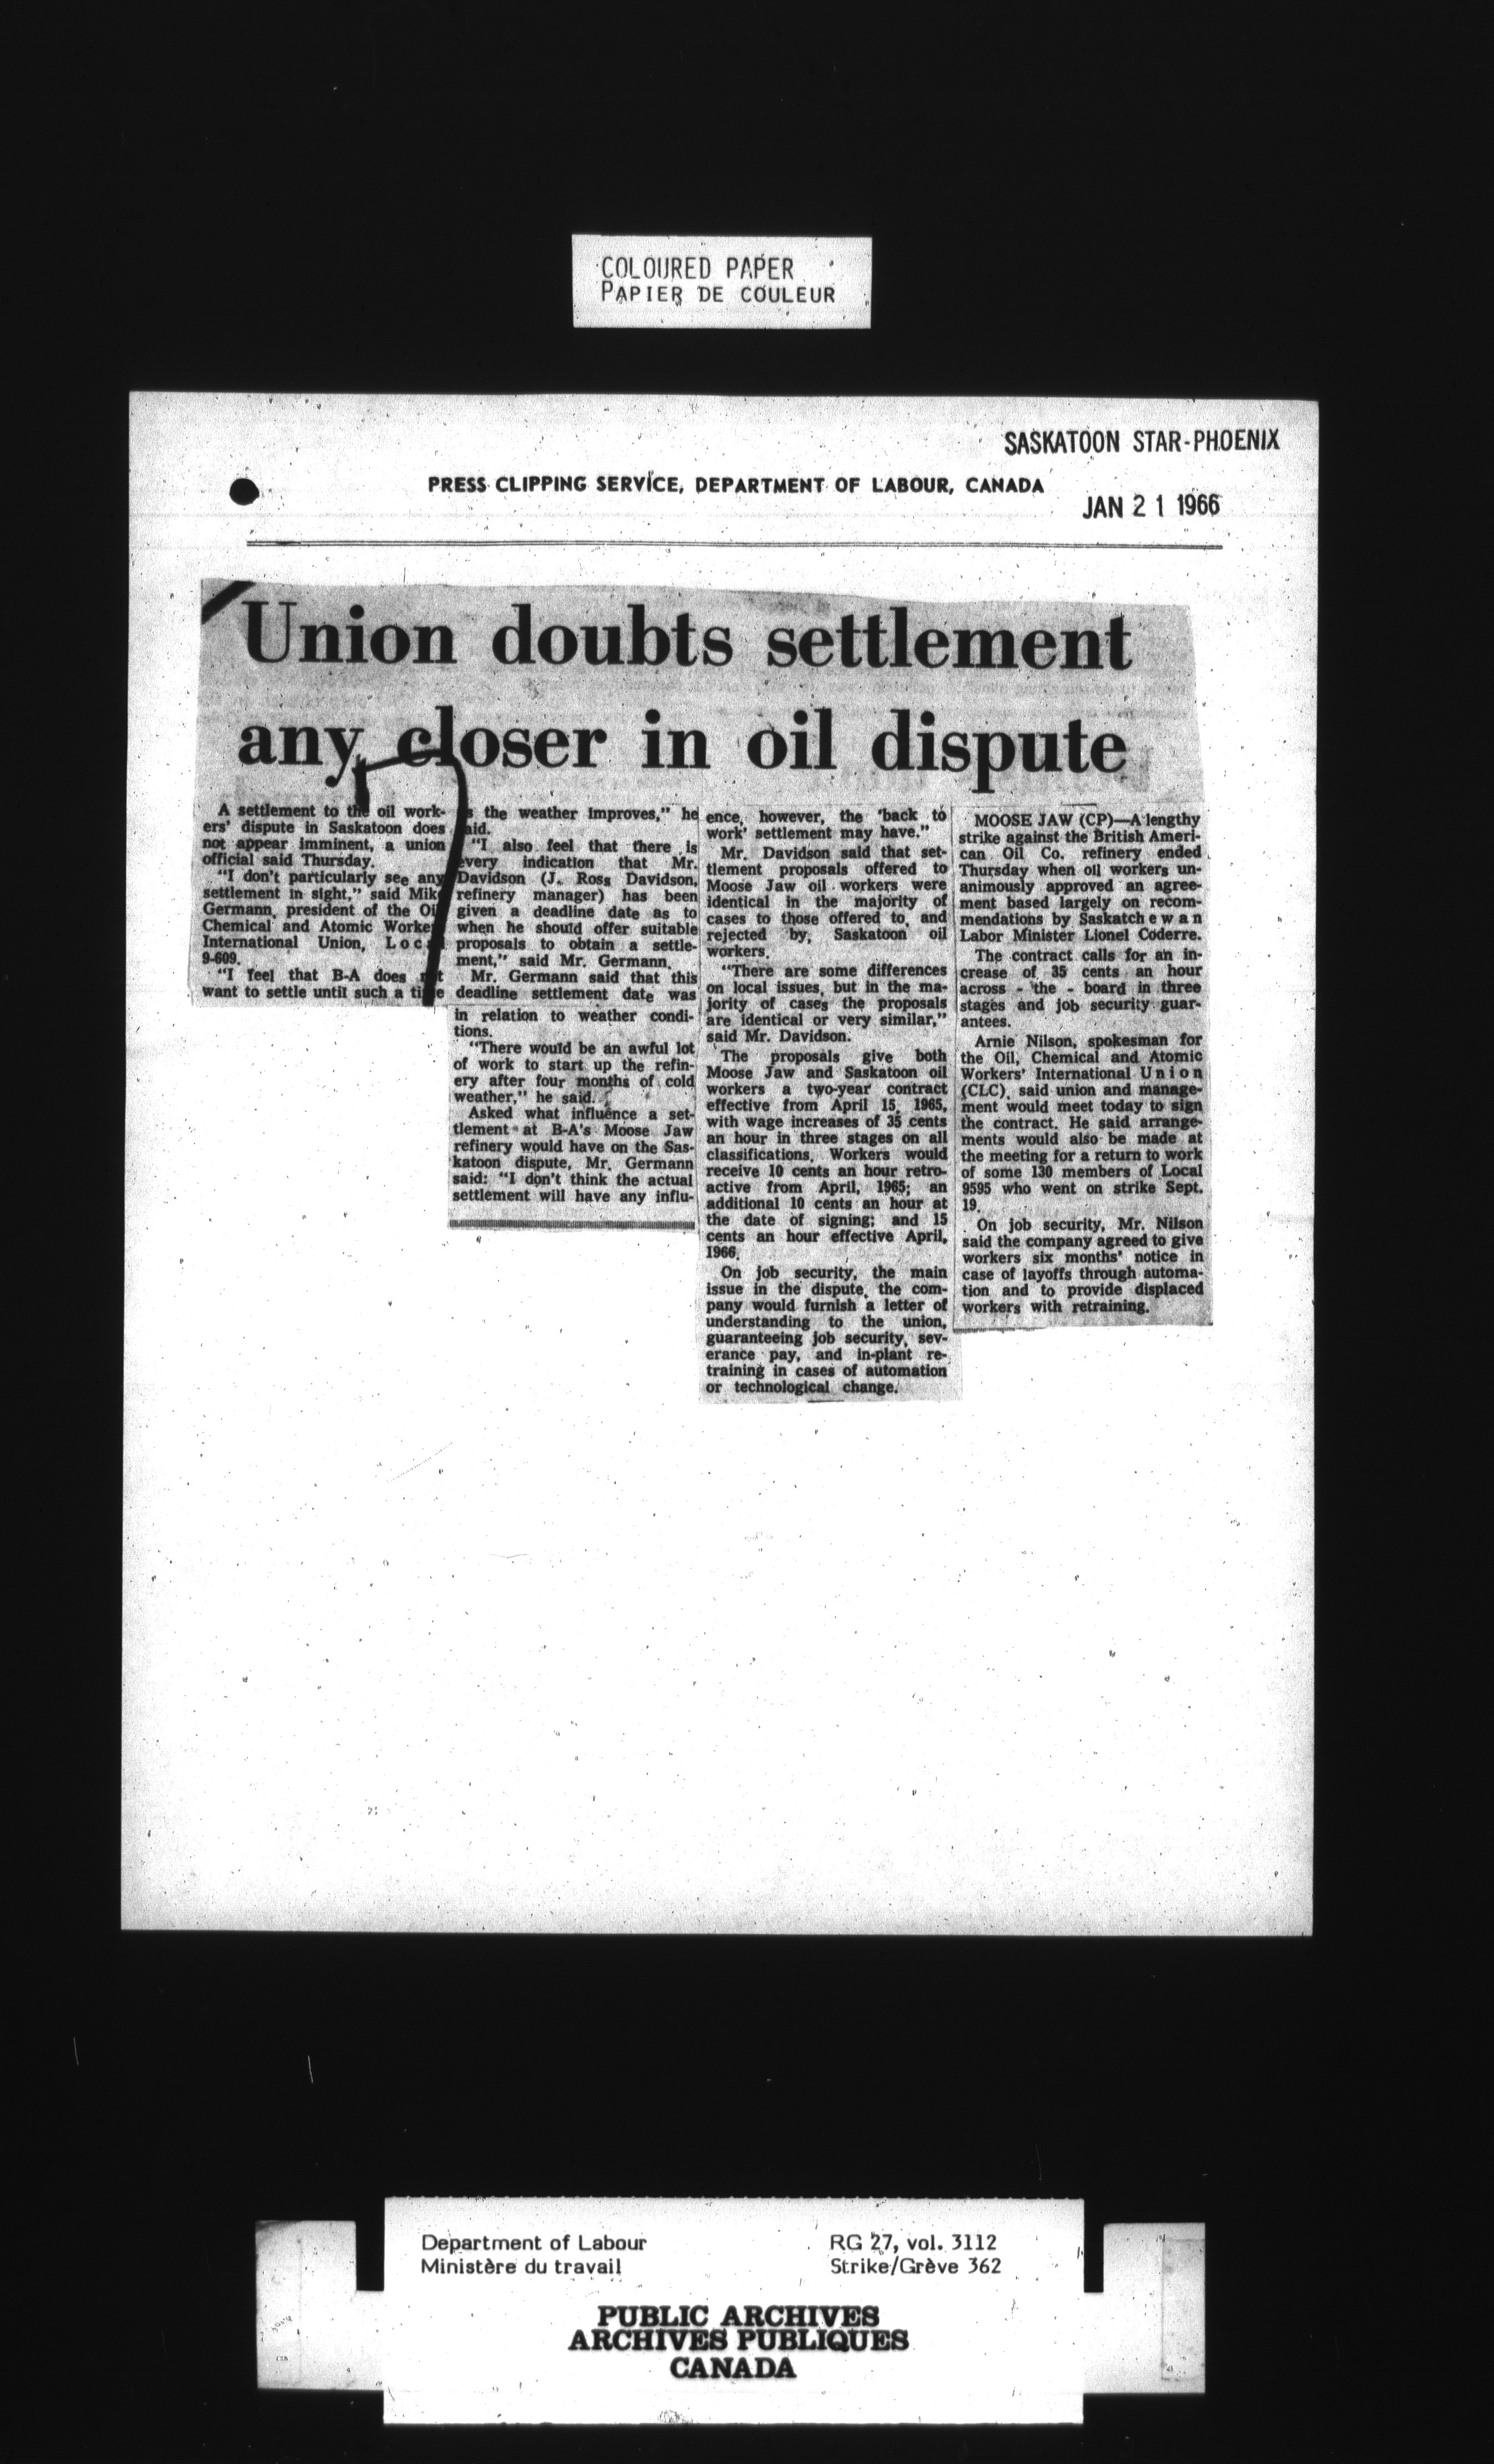 COLOURED PAPER
PAPIER DE COULEUR
SASKATOON STAR-PHOENIX
PRESS CLIPPING SERVICE, DEPARTMENT OF LABOUR, CANADA
JAN 21 1966
Union doubts settlement
any closer in oil dispute
A settlement to the oil work-
ers' dispute in Saskatoon does
not appear imminent, a union
official said Thursday.
"I don't particularly see any
settlement in sight," said Mike
Germann, president of the Oil
Chemical and Atomic Worker
International Union, Local
9-609.
"I feel that B-A does not
want to settle until such a time
the weather improves," he
said.
"I also feel that there is
every indication that Mr.
Davidson (J. Ross Davidson,
refinery manager) has been
given a deadline date as to
when he should offer suitable
proposals to obtain a settle-
ment," said Mr. Germann.
Mr. Germann said that this
deadline settlement date was
in relation to weather condi-
tions.
"There would be an awful lot
of work to start up the refin-
ery after four months of cold
weather," he said.
Asked what influence a set-
tlement at B-A's Moose Jaw
refinery would have on the Sas-
katoon dispute, Mr. Germann
said: "I don't think the actual
settlement will have any influ-
ence, however, the 'back to
work' settlement may have."
Mr. Davidson said that set-
tlement proposals offered to
Moose Jaw oil workers were
identical in the majority of
cases to those offered to, and
rejected by, Saskatoon oil
workers.
"There are some differences
on local issues, but in the ma-
jority of cases the proposals
are identical or very similar,"
said Mr. Davidson.
The proposals give both
Moose Jaw and Saskatoon oil
workers a two-year contract
effective from April 15, 1965,
with wage increases of 35 cents
an hour in three stages on all
classifications. Workers would
receive 10 cents an hour retro-
active from April, 1965; an
additional 10 cents an hour at
the date of signing; and 15
cents an hour effective April,
1966.
On job security, the main
issue in the dispute, the com-
pany would furnish a letter of
understanding to the union,
guaranteeing job security, sev-
erance pay, and in-plant re-
training in cases of automation
or technological change.
MOOSE JAW (CP)—A lengthy
strike against the British Ameri-
can Oil Co. refinery ended
Thursday when oil workers un-
animously approved an agree-
ment based largely on recom-
mendations by Saskatchewan
Labor Minister Lionel Coderre.
The contract calls for an in-
crease of 35 cents an hour
across - the - board in three
stages and job security guar-
antees.
Arnie Nilson, spokesman for
the Oil, Chemical and Atomic
Workers' International Union
(CLC), said union and manage-
ment would meet today to sign
the contract. He said arrange-
ments would also be made at
the meeting for a return to work
of some 130 members of Local
9595 who went on strike Sept.
19.
On job security, Mr. Nilson
said the company agreed to give
workers six months' notice in
case of layoffs through automa-
tion and to provide displaced
workers with retraining.
Department of Labour
Ministère du travail
RG 27, vol. 3112
Strike/Grève 362
PUBLIC ARCHIVES
ARCHIVES PUBLIQUES
CANADA